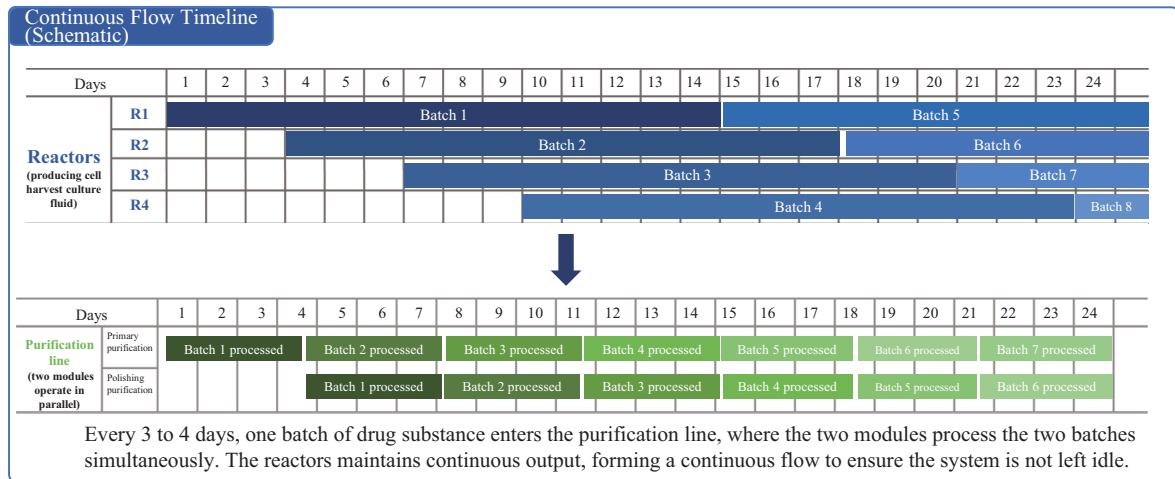 Continuous Flow Timeline
(Schematic)
Days 1 2 3 4 5 6 7 8 9 10 11 12 13 14 15 16 17 18 19 20 21 22 23 24
Reactors
(producing cell
harvest culture
fluid)
R1 Batch 1 Batch 5
R2 Batch 2 Batch 6
R3 Batch 3 Batch 7
R4 Batch 4 Batch 8
Days 1 2 3 4 5 6 7 8 9 10 11 12 13 14 15 16 17 18 19 20 21 22 23 24
Purification
line
(two modules
operate in
parallel)
Primary
purification
Batch 1 processed Batch 2 processed Batch 3 processed Batch 4 processed Batch 5 processed Batch 6 processed Batch 7 processed
Polishing
purification
Batch 1 processed Batch 2 processed Batch 3 processed Batch 4 processed Batch 5 processed Batch 6 processed
Every 3 to 4 days, one batch of drug substance enters the purification line, where the two modules process the two batches
simultaneously. The reactors maintains continuous output, forming a continuous flow to ensure the system is not left idle.